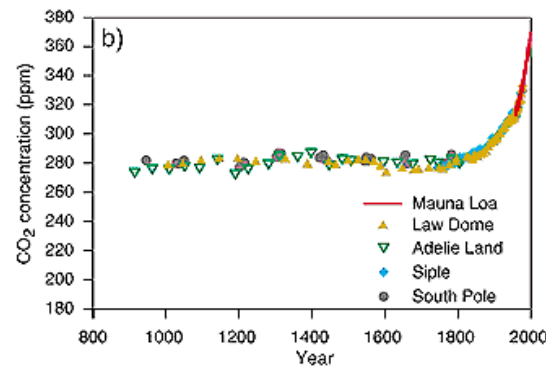 b)
CO2 concentration (ppm)
380
360
340
320
300
280
260
240
220
200
180
800
1000
1200
1400
1600
1800
2000
Year
Mauna Loa
Law Dome
Adelie Land
Siple
South Pole